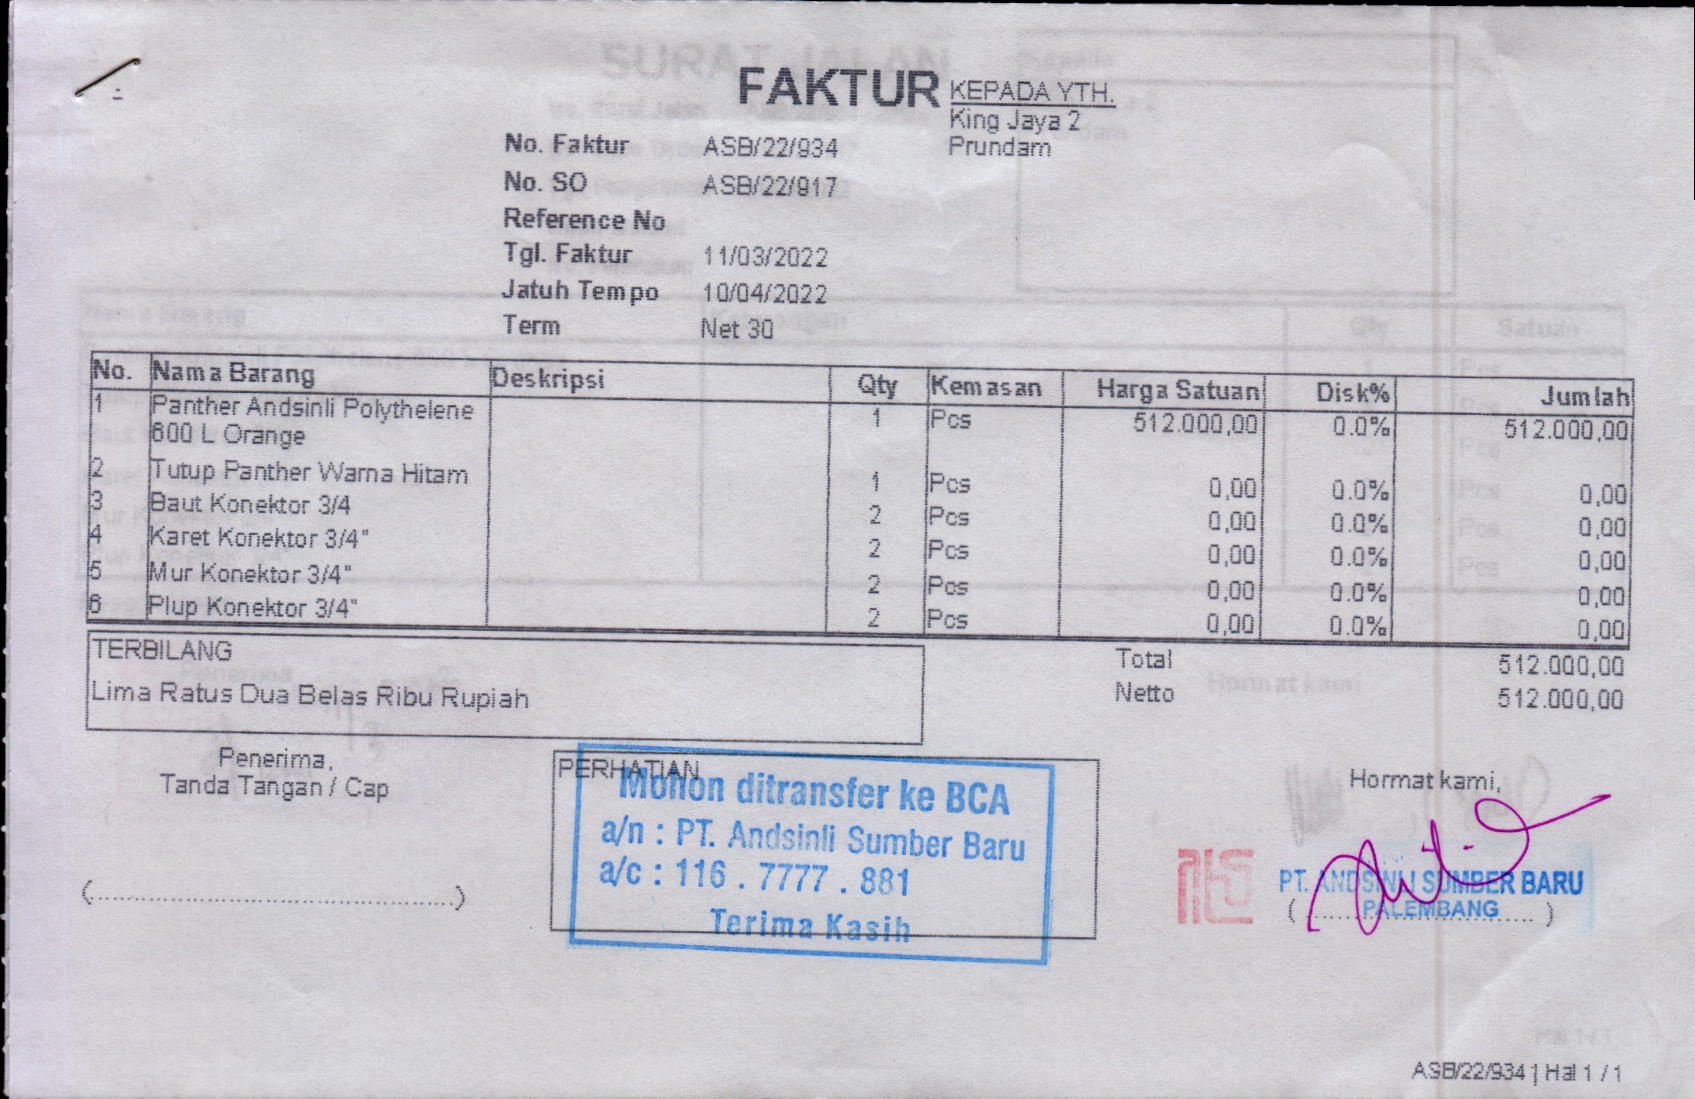 FAKTUR
KEPADA YTH.
King Jaya 2
Prundam
No. Faktur ASB/22/934
No. SO ASB/22/917
Reference No
Tgl. Faktur 11/03/2022
Jatuh Tempo 10/04/2022
Term Net 30
No. Nama Barang Deskripsi Qty Kemasan Harga Satuan Disk% Jumlah
1 Panther Andsinli Polythelene 1 Pcs 512.000,00 0.0% 512.000,00
600 L Orange
2 Tutup Panther Warna Hitam 1 Pcs 0,00 0.0% 0,00
3 Baut Konektor 3/4 2 Pcs 0,00 0.0% 0,00
4 Karet Konektor 3/4" 2 Pcs 0,00 0.0% 0,00
5 Mur Konektor 3/4" 2 Pcs 0,00 0.0% 0,00
6 Plup Konektor 3/4" 2 Pcs 0,00 0.0% 0,00
TERBILANG
Lima Ratus Dua Belas Ribu Rupiah
Total 512.000,00
Netto 512.000,00
Penerima,
Tanda Tangan / Cap
(..............................................)
PERHATIAN
Mohon ditransfer ke BCA
a/n : PT. Andsinli Sumber Baru
a/c : 116 . 7777 . 881
Terima Kasih
Hormat kami,
PT. ANDSINLI SUMBER BARU
PALEMBANG
ASB/22/934 | Hal 1 / 1